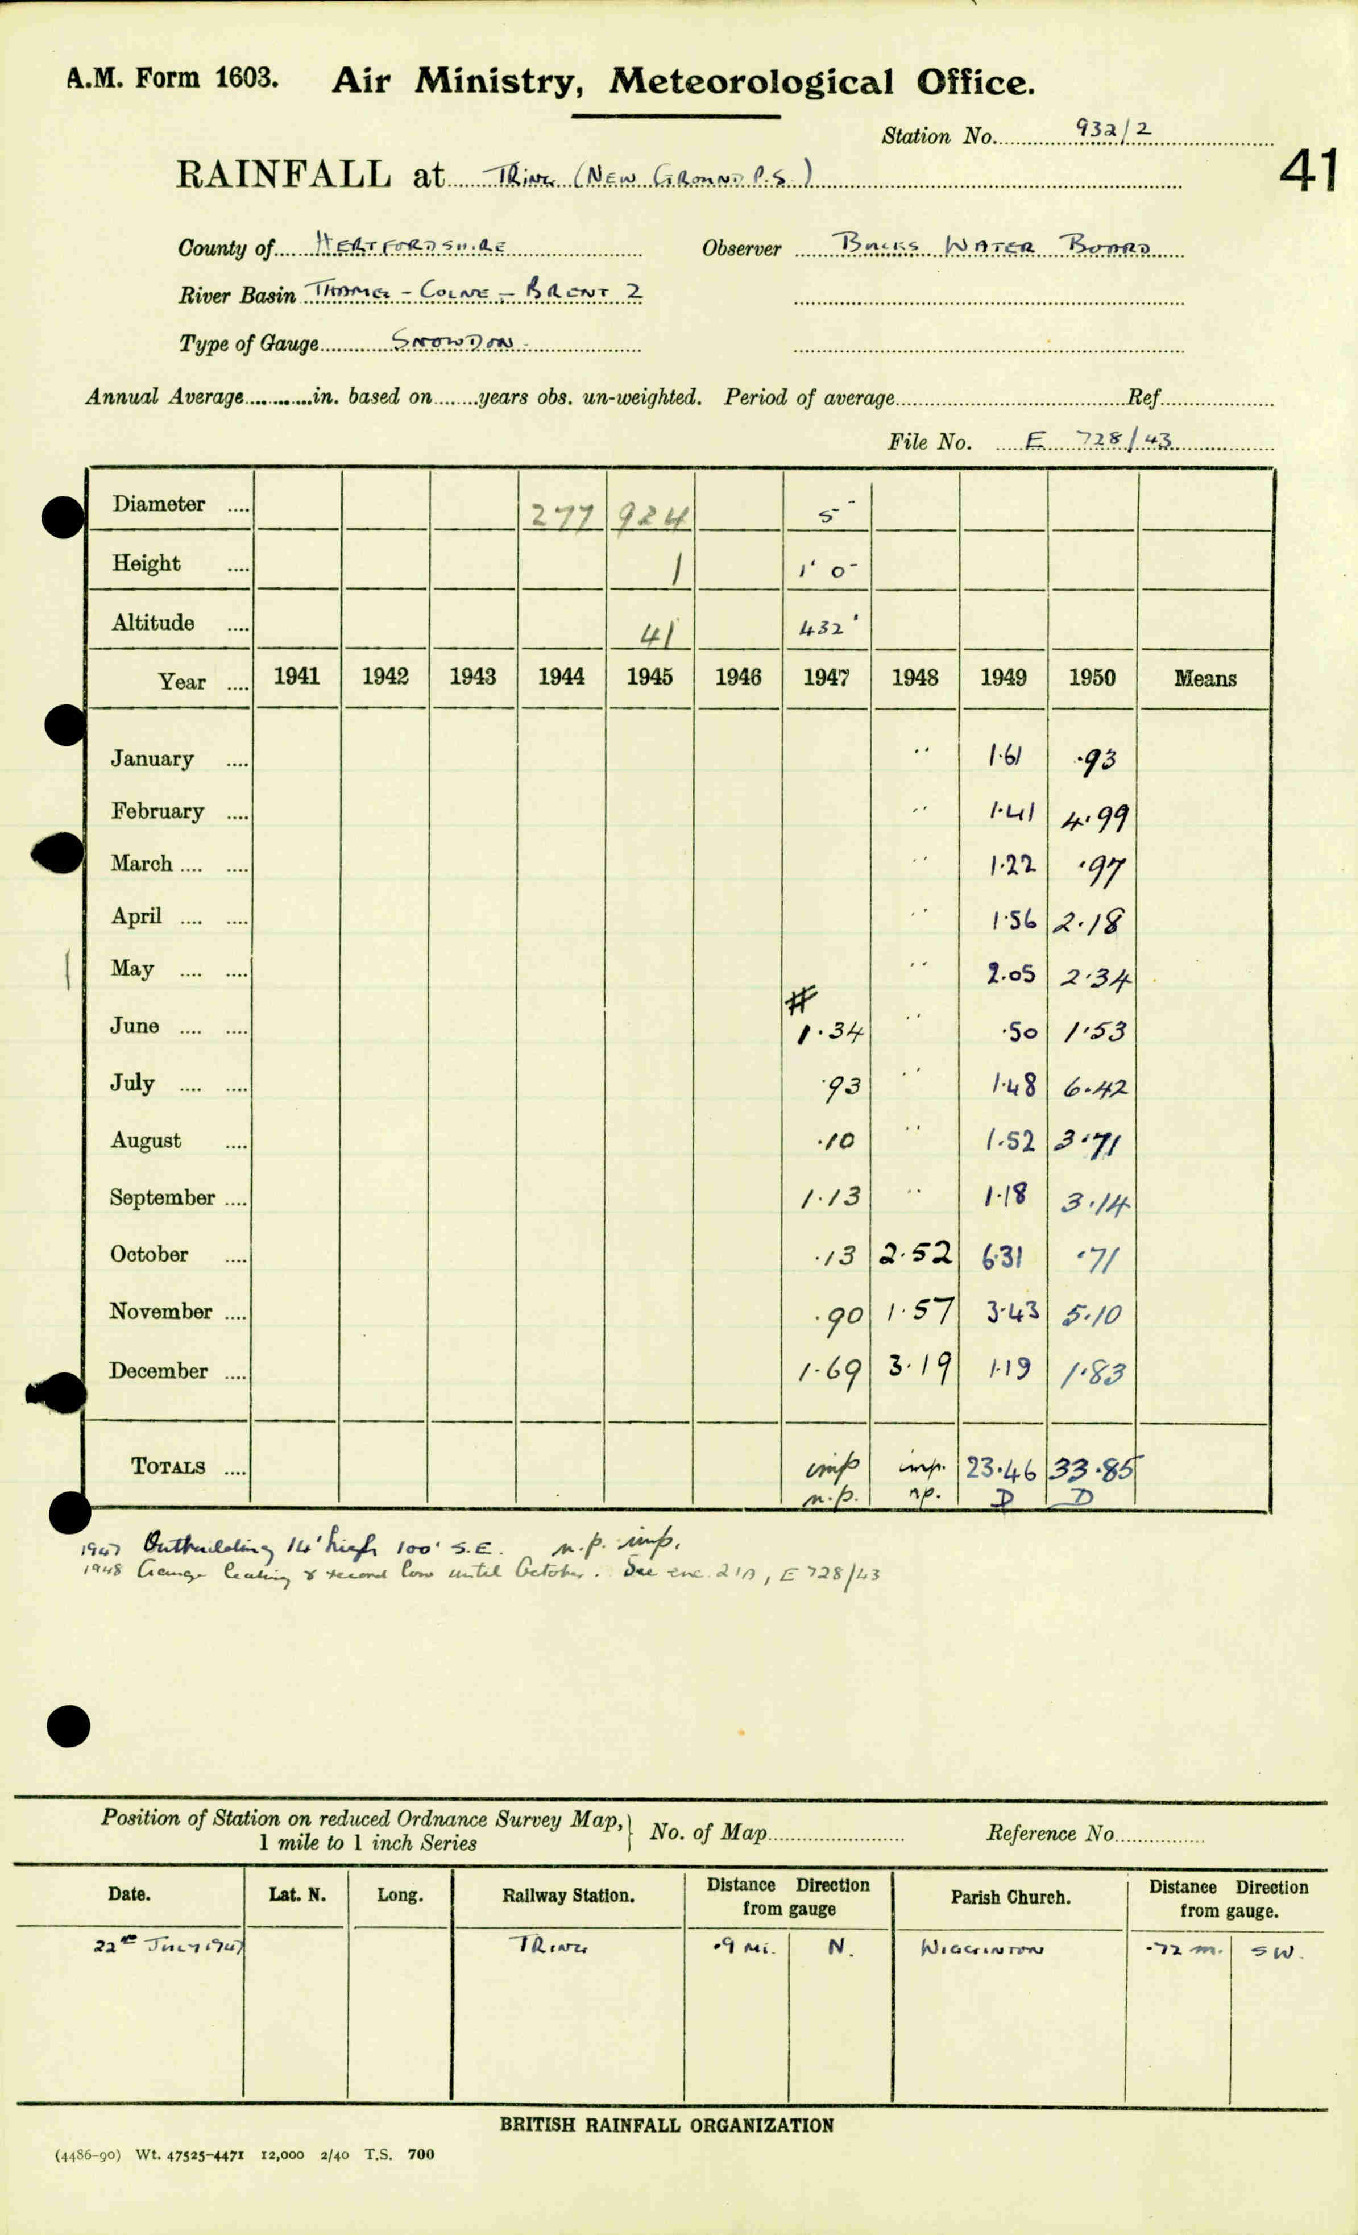 A.M. Form 1603. Air Ministry, Meteorological Office.
Station No. 932/2
41
RAINFALL at TRING (NEW GROUND P.S.)
County of HERTFORDSHIRE Observer BUCKS WATER BOARD
River Basin THAMES - COLNE - BRENT 2
Type of Gauge SNOWDON
Annual Average in. based on years obs. un-weighted. Period of average Ref
File No. E 728/43
Diameter 277 924 5
Height 1 1' 0
Altitude 41 432'
Year 1941 1942 1943 1944 1945 1946 1947 1948 1949 1950 Means
January " 1.61 .93
February " 1.41 4.99
March " 1.22 .97
April " 1.56 2.18
May " 2.05 2.34
#
June 1.34 " .50 1.53
July .93 " 1.48 6.42
August .10 " 1.52 3.71
September 1.13 " 1.18 3.14
October .13 2.52 6.31 .71
November .90 1.57 3.43 5.10
December 1.69 3.19 1.19 1.83
TOTALS imp imp. 23.46 33.85
n.p. np. D D
1947 Outbuilding 14' high 100' S.E. n.p. imp.
1948 Gauge leaking & record low until October. See enc. 21A, E 728/43
Position of Station on reduced Ordnance Survey Map,
1 mile to 1 inch Series
No. of Map Reference No.
Date. Lat. N. Long. Railway Station. Distance Direction from gauge Parish Church. Distance Direction from gauge.
22nd JULY 1947 TRING .9 MI. N. WIGGINTON .72 m. SW.
BRITISH RAINFALL ORGANIZATION
(4486-90) Wt. 47525-4471 12,000 2/40 T.S. 700